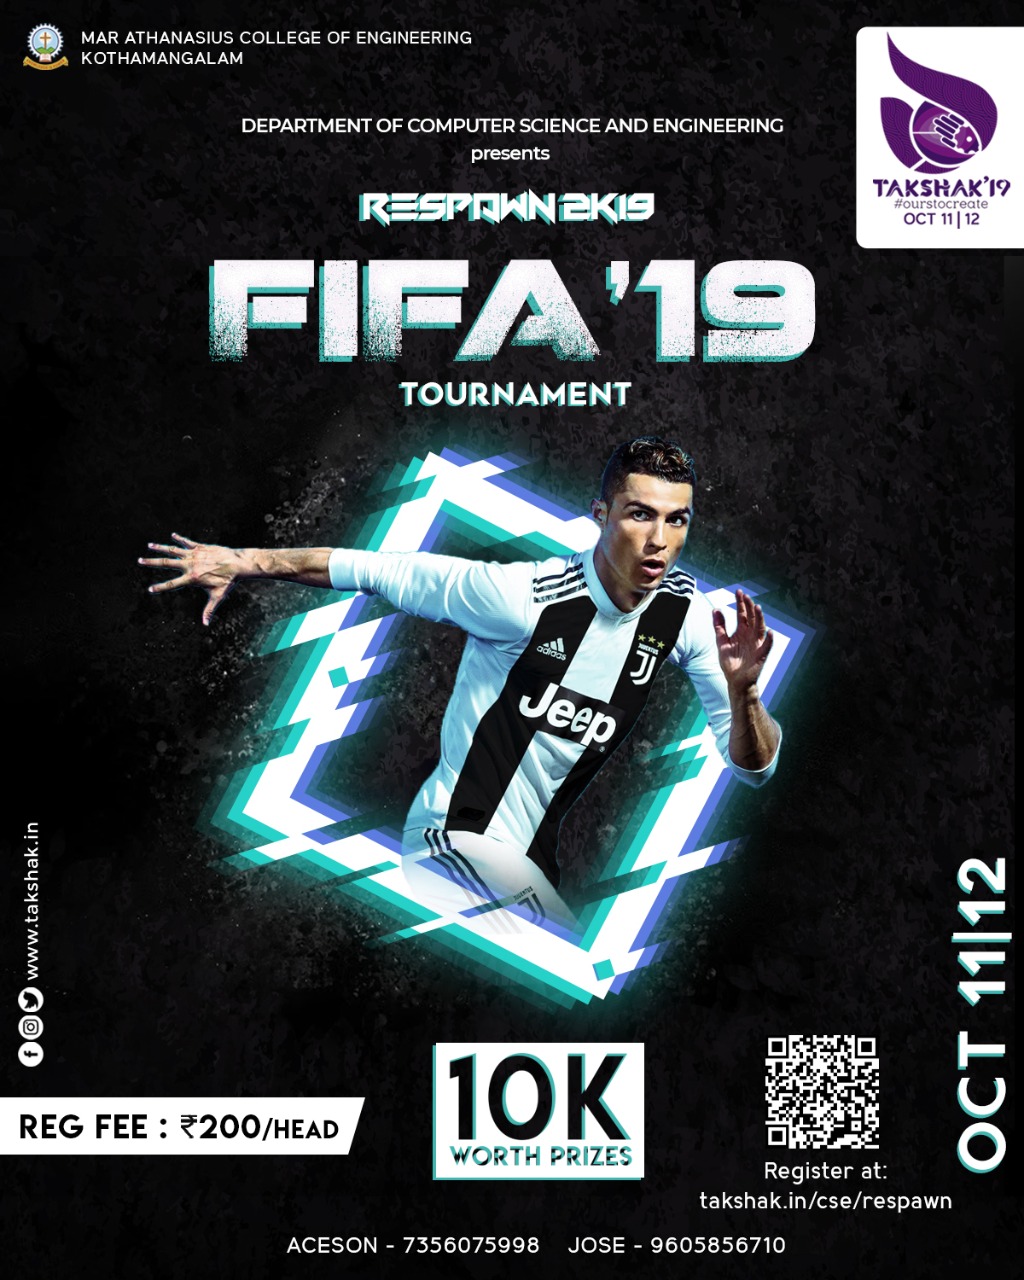 MAR ATHANASIUS COLLEGE OF ENGINEERING
KOTHAMANGALAM
DEPARTMENT OF COMPUTER SCIENCE AND ENGINEERING
presents
TAKSHAK'19
#ourstocreate
OCT 11 | 12
RESPAWN 2K19
FIFA'19
TOURNAMENT
adidas
JUVENTUS
Jeep
JUVENTUS
www.takshak.in
OCT 11|12
REG FEE : ₹200/HEAD
10K
WORTH PRIZES
Register at:
takshak.in/cse/respawn
ACESON - 7356075998 JOSE - 9605856710